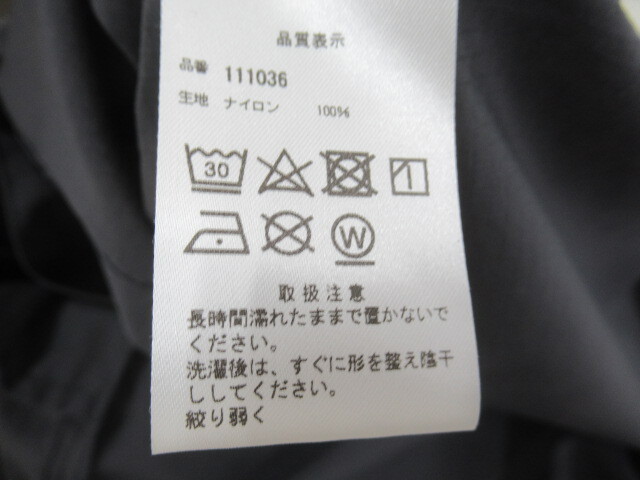 品質表示
品番 111036
生地 ナイロン 100%
30
W
取扱注意
長時間濡れたままで置かないで
ください。
洗濯後は、すぐに形を整え陰干
ししてください。
絞り弱く